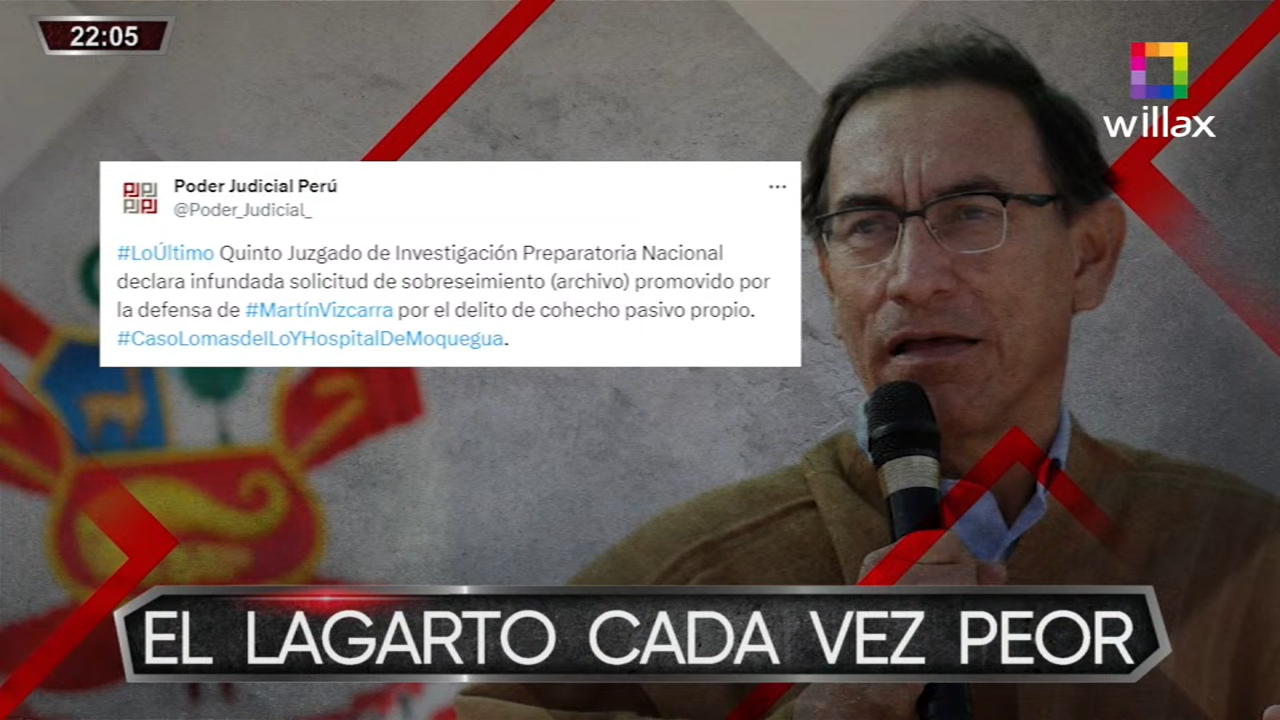 22:05
willax
Poder Judicial Perú
@Poder_Judicial_
#LoÚltimo Quinto Juzgado de Investigación Preparatoria Nacional
declara infundada solicitud de sobreseimiento (archivo) promovido por
la defensa de #MartínVizcarra por el delito de cohecho pasivo propio.
#CasoLomasdelLoYHospitalDeMoquegua.
EL LAGARTO CADA VEZ PEOR